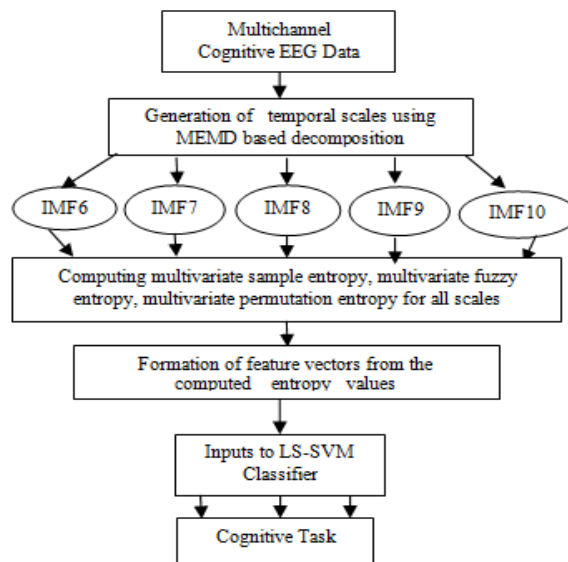 Multichannel
Cognitive EEG Data
Generation of temporal scales using
MEMD based decomposition
IMF6 IMF7 IMF8 IMF9 IMF10
Computing multivariate sample entropy, multivariate fuzzy
entropy, multivariate permutation entropy for all scales
Formation of feature vectors from the
computed entropy values
Inputs to LS-SVM
Classifier
Cognitive Task